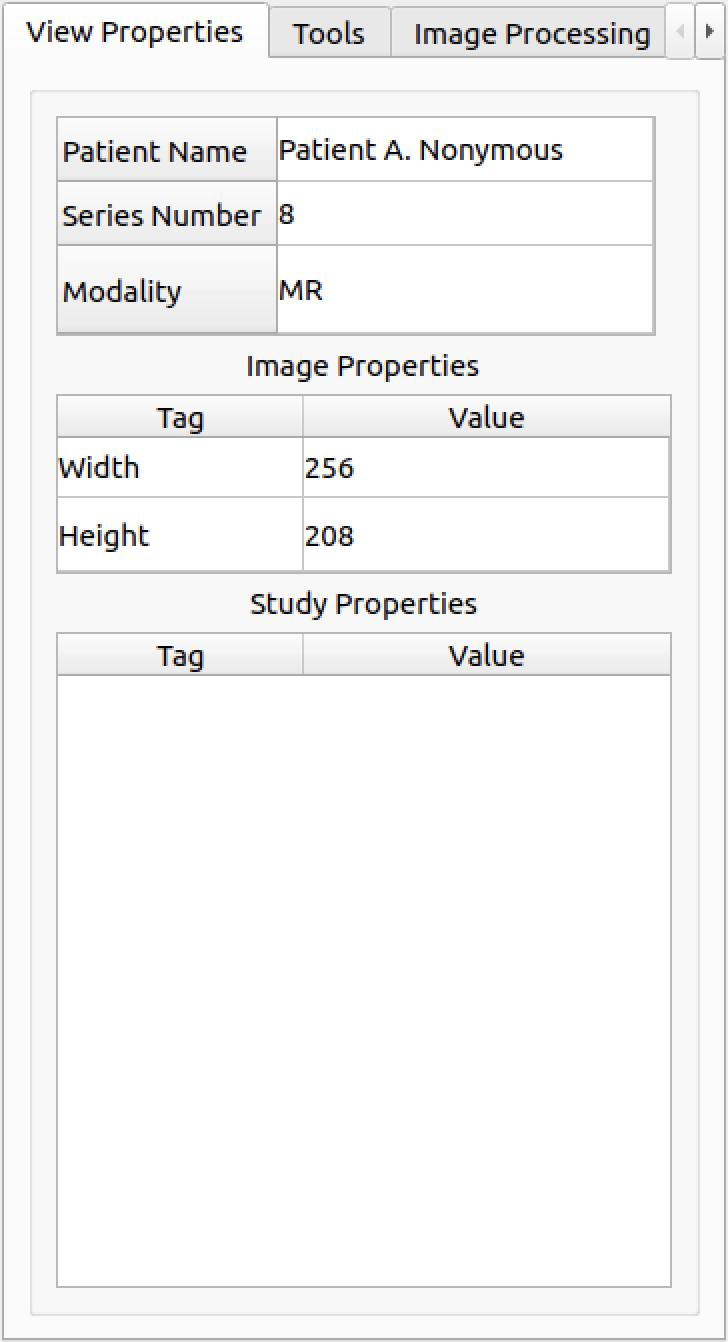 View Properties Tools Image Processing
Patient Name Patient A. Nonymous
Series Number 8
Modality MR
Image Properties
Tag Value
Width 256
Height 208
Study Properties
Tag Value